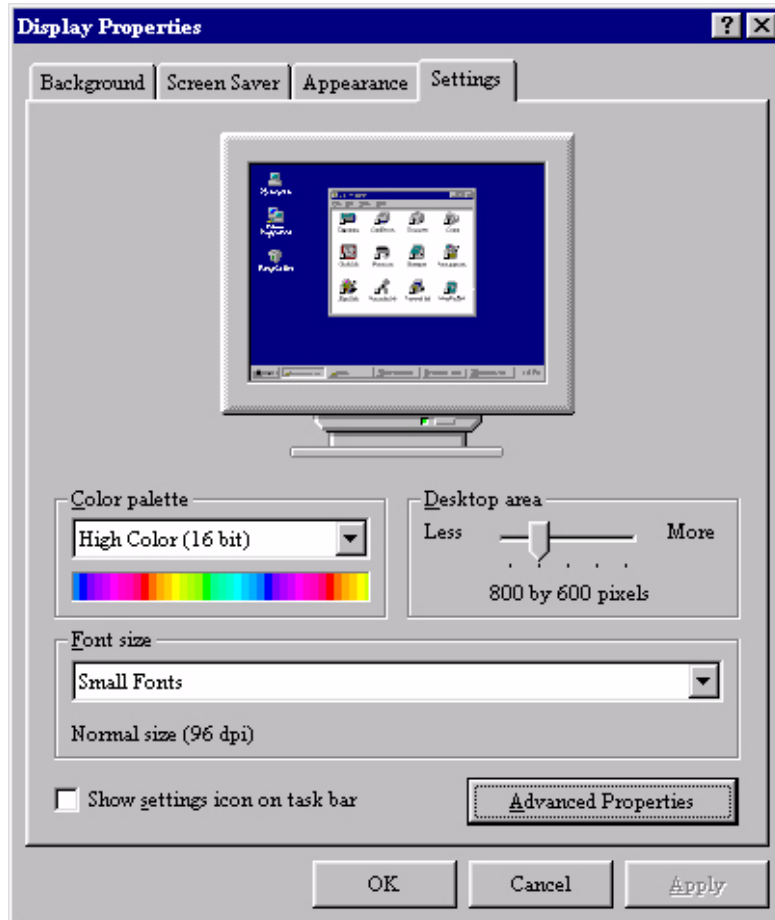 Display Properties
Background Screen Saver Appearance Settings
Color palette
Desktop area
High Color (16 bit)
Less More
800 by 600 pixels
Font size
Small Fonts
Normal size (96 dpi)
Show settings icon on task bar
Advanced Properties
OK Cancel Apply